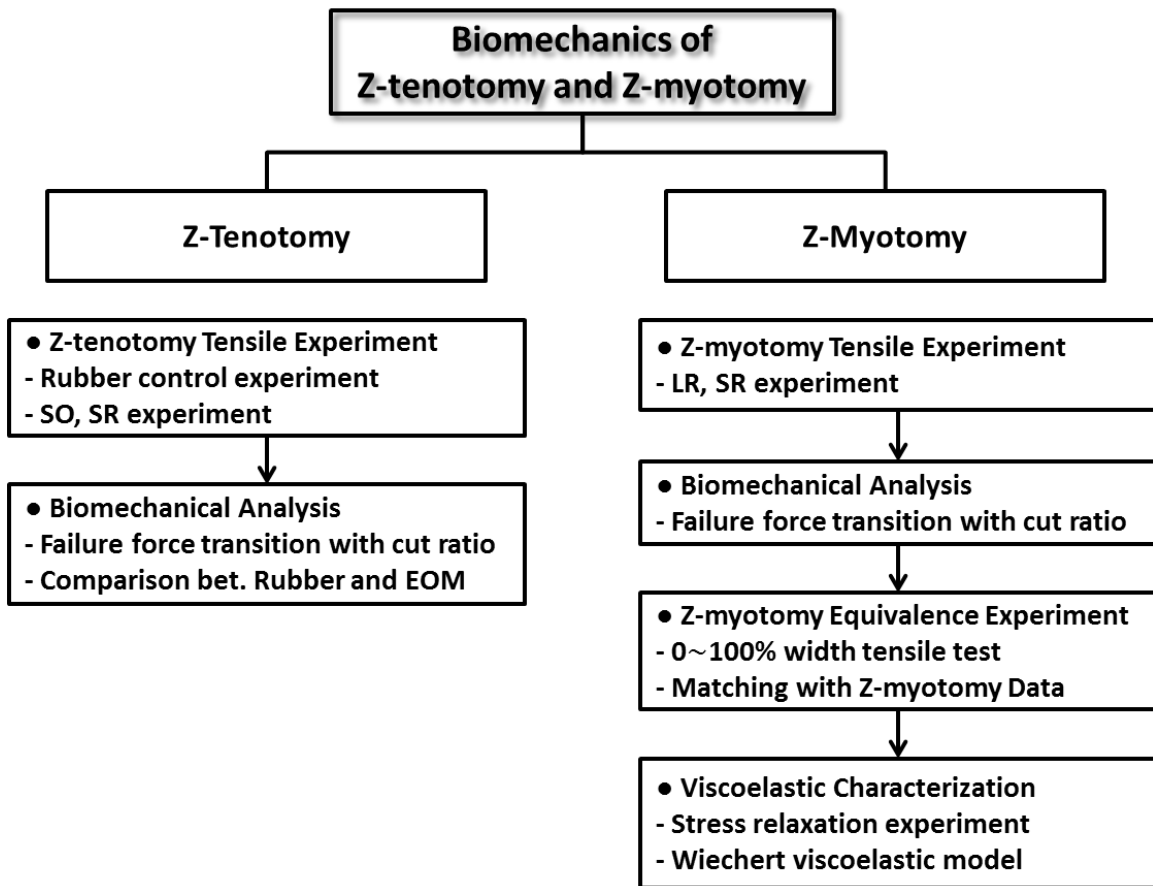 Biomechanics of
Z-tenotomy and Z-myotomy
Z-Tenotomy
● Z-tenotomy Tensile Experiment
- Rubber control experiment
- SO, SR experiment
● Biomechanical Analysis
- Failure force transition with cut ratio
- Comparison bet. Rubber and EOM
Z-Myotomy
● Z-myotomy Tensile Experiment
- LR, SR experiment
● Biomechanical Analysis
- Failure force transition with cut ratio
● Z-myotomy Equivalence Experiment
- 0～100% width tensile test
- Matching with Z-myotomy Data
● Viscoelastic Characterization
- Stress relaxation experiment
- Wiechert viscoelastic model